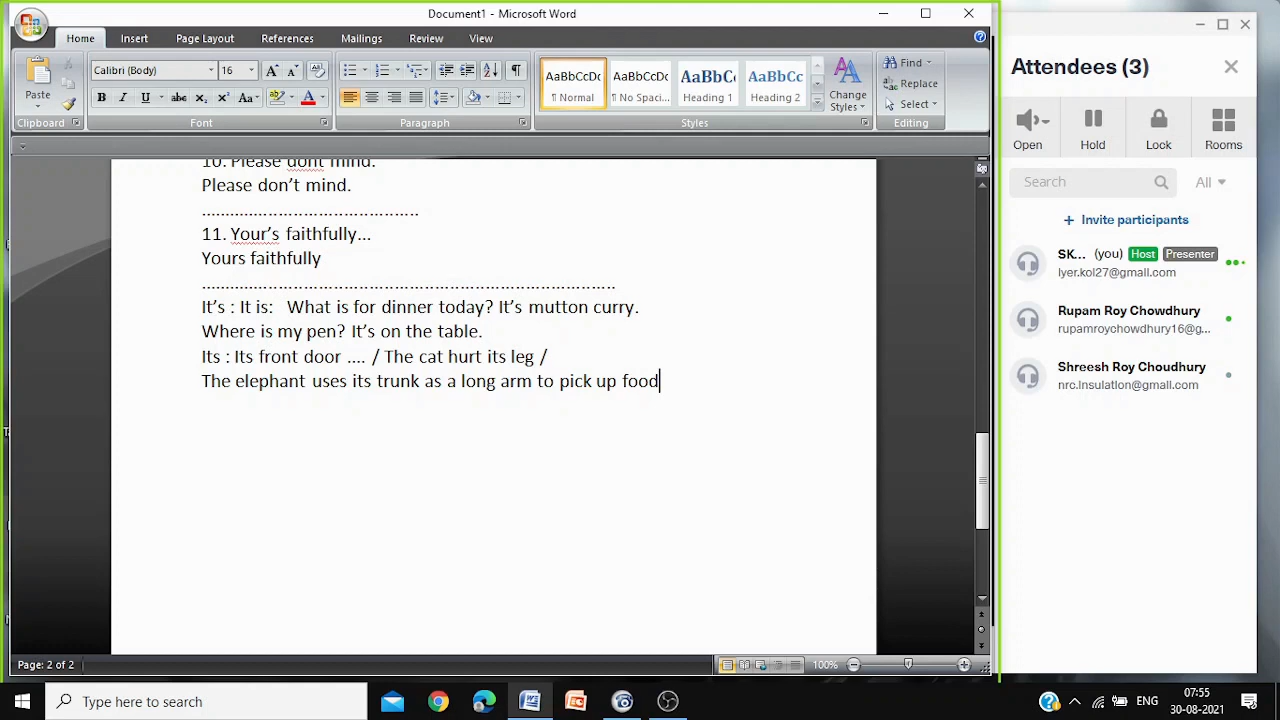 Document1 - Microsoft Word
Home Insert Page Layout References Mailings Review View
Paste
Clipboard
Calibri (Body) 16
Font
Paragraph
AaBbCcDc AaBbCcDc AaBbC AaBbCc
¶ Normal ¶ No Spaci... Heading 1 Heading 2
Change Styles
Styles
Find
Replace
Select
Editing
10. Please dont mind.
Please don’t mind.
..............................................
11. Your’s faithfully...
Yours faithfully
........................................................................................
It’s : It is: What is for dinner today? It’s mutton curry.
Where is my pen? It’s on the table.
Its : Its front door .... / The cat hurt its leg /
The elephant uses its trunk as a long arm to pick up food
Page: 2 of 2
100%
Attendees (3)
Open Hold Lock Rooms
Search All
+ Invite participants
SK... (you) Host Presenter
lyer.kol27@gmail.com
Rupam Roy Chowdhury
rupamroychowdhury16@g...
Shreesh Roy Choudhury
nrc.insulation@gmail.com
Type here to search
ENG
07:55
30-08-2021